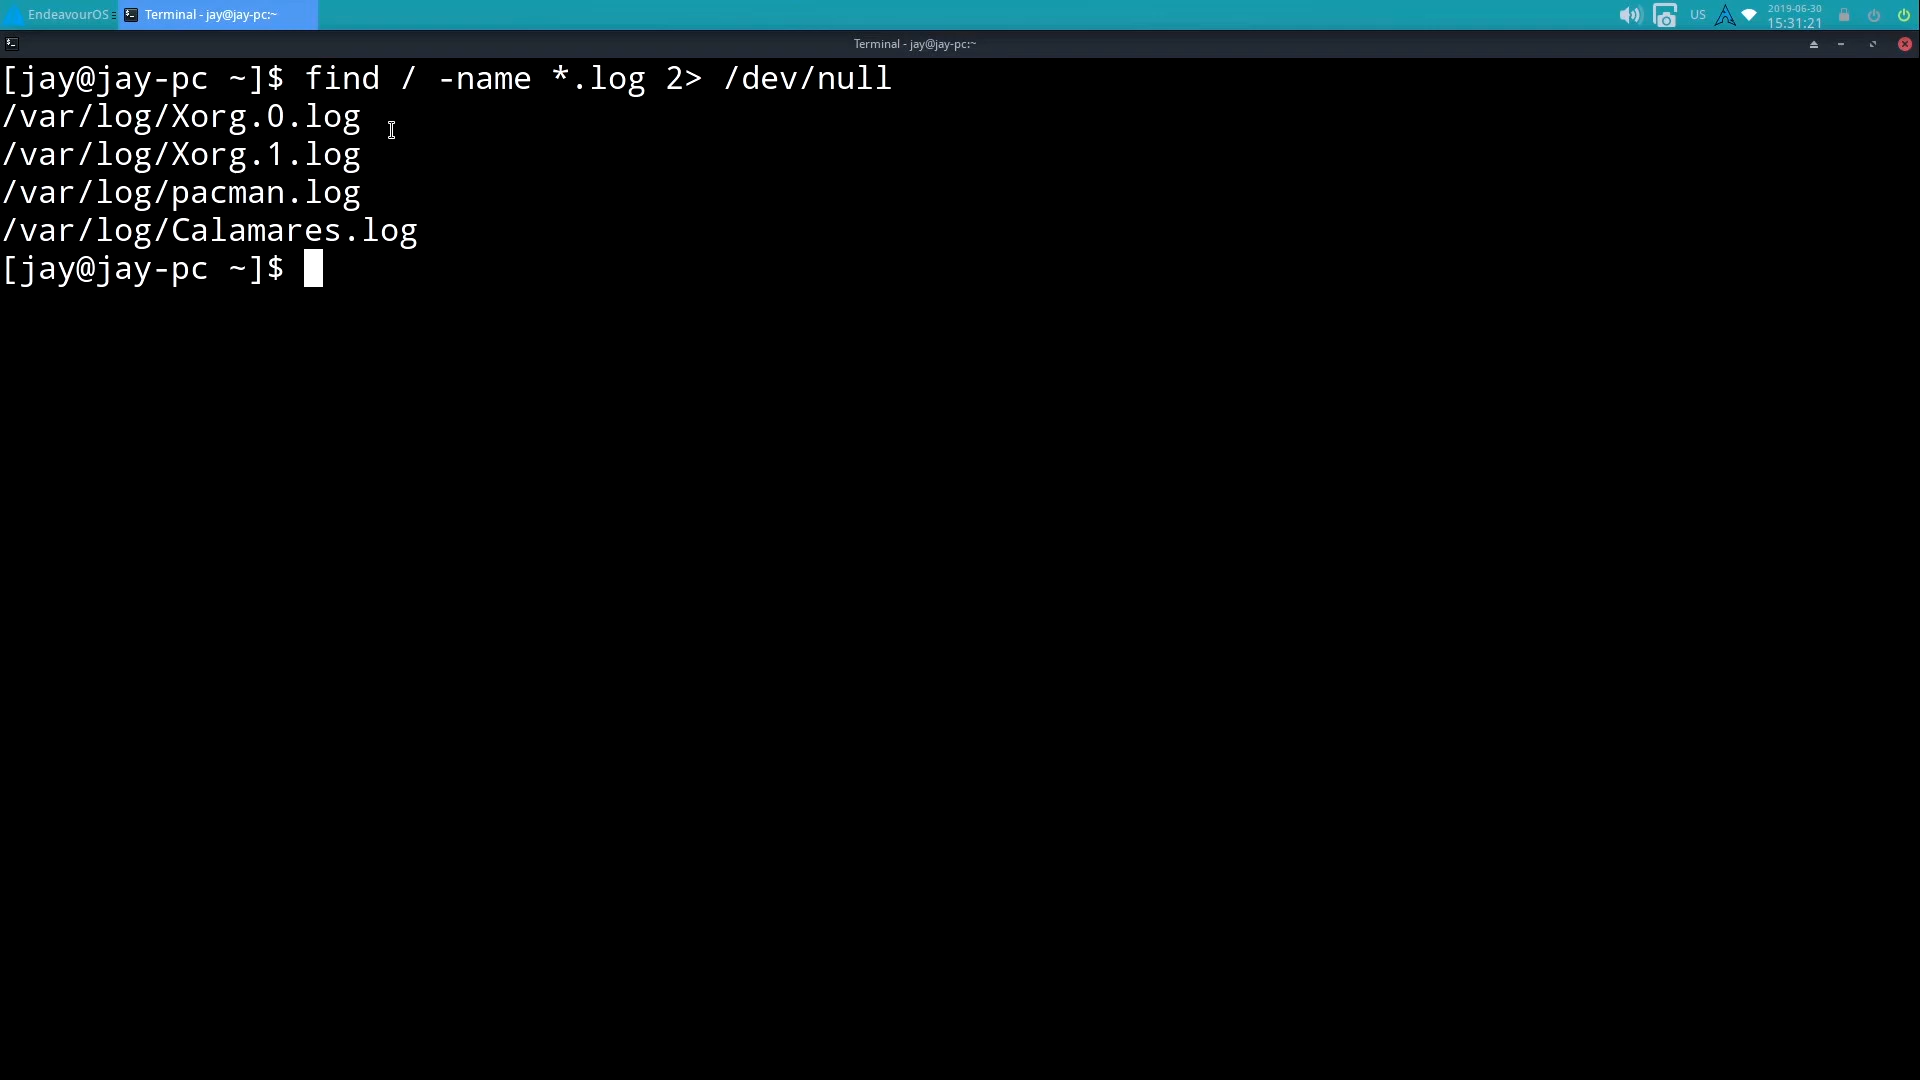 EndeavourOS
Terminal - jay@jay-pc:~
US
2019-06-30
15:31:21
Terminal - jay@jay-pc:~
[jay@jay-pc ~]$ find / -name *.log 2> /dev/null
/var/log/Xorg.0.log
/var/log/Xorg.1.log
/var/log/pacman.log
/var/log/Calamares.log
[jay@jay-pc ~]$